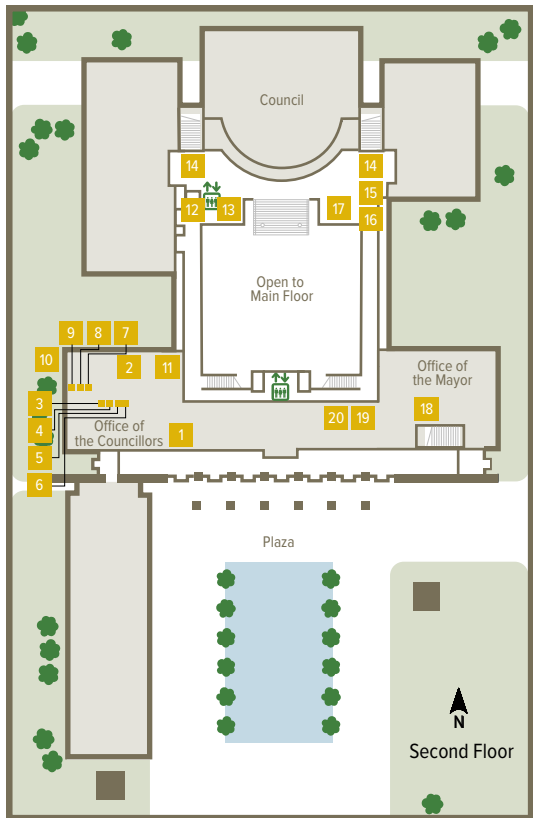 Council
14
14
15
12
13
17
16
Open to
Main Floor
9
8
7
10
2
11
Office of
the Mayor
3
18
20
19
4
Office of
the Councillors
1
5
6
Plaza
N
Second Floor